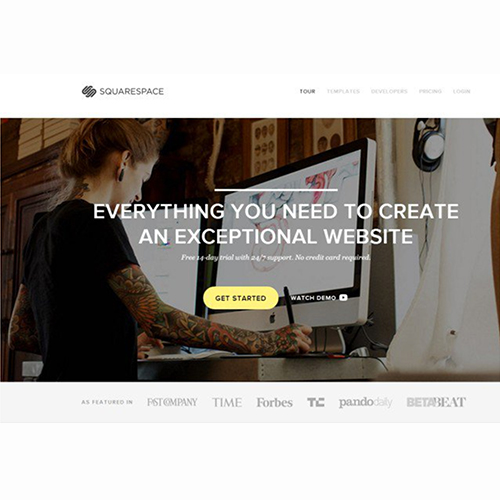 SQUARESPACE
TOUR TEMPLATES DEVELOPERS PRICING LOGIN
EVERYTHING YOU NEED TO CREATE
AN EXCEPTIONAL WEBSITE
Free 14-day trial with 24/7 support. No credit card required.
GET STARTED WATCH DEMO
AS FEATURED IN FAST COMPANY TIME Forbes TC pandodaily BETABEAT